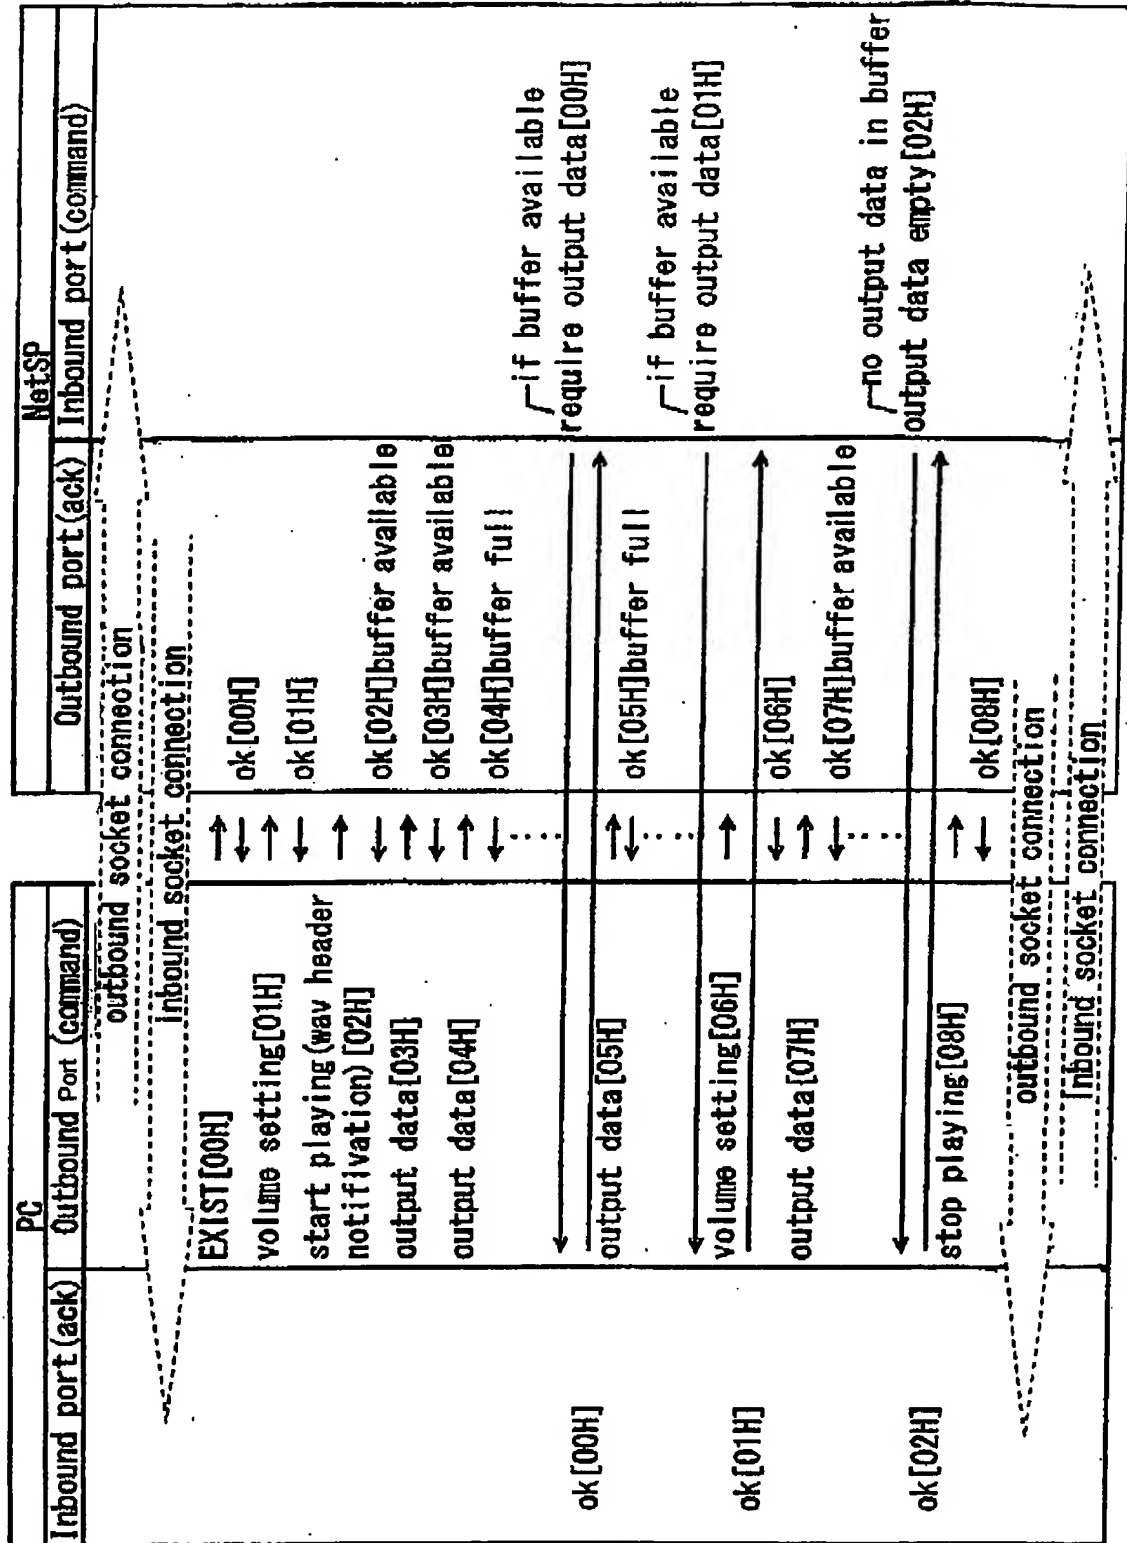 PC
NetSP
Inbound port(ack)
Outbound Port (command)
Outbound port(ack)
Inbound port(command)
outbound socket connection
inbound socket connection
EXIST[00H]
ok[00H]
volume setting[01H]
ok[01H]
start playing(wav header
notifivation)[02H]
ok[02H]buffer available
output data[03H]
ok[03H]buffer available
output data[04H]
ok[04H]buffer full
if buffer available
require output data[00H]
ok[00H]
output data[05H]
ok[05H]buffer full
if buffer available
require output data[01H]
volume setting[06H]
ok[01H]
ok[06H]
output data[07H]
ok[07H]buffer available
no output data in buffer
output data empty[02H]
ok[02H]
stop playing[08H]
ok[08H]
outbound socket connection
Inbound socket connection